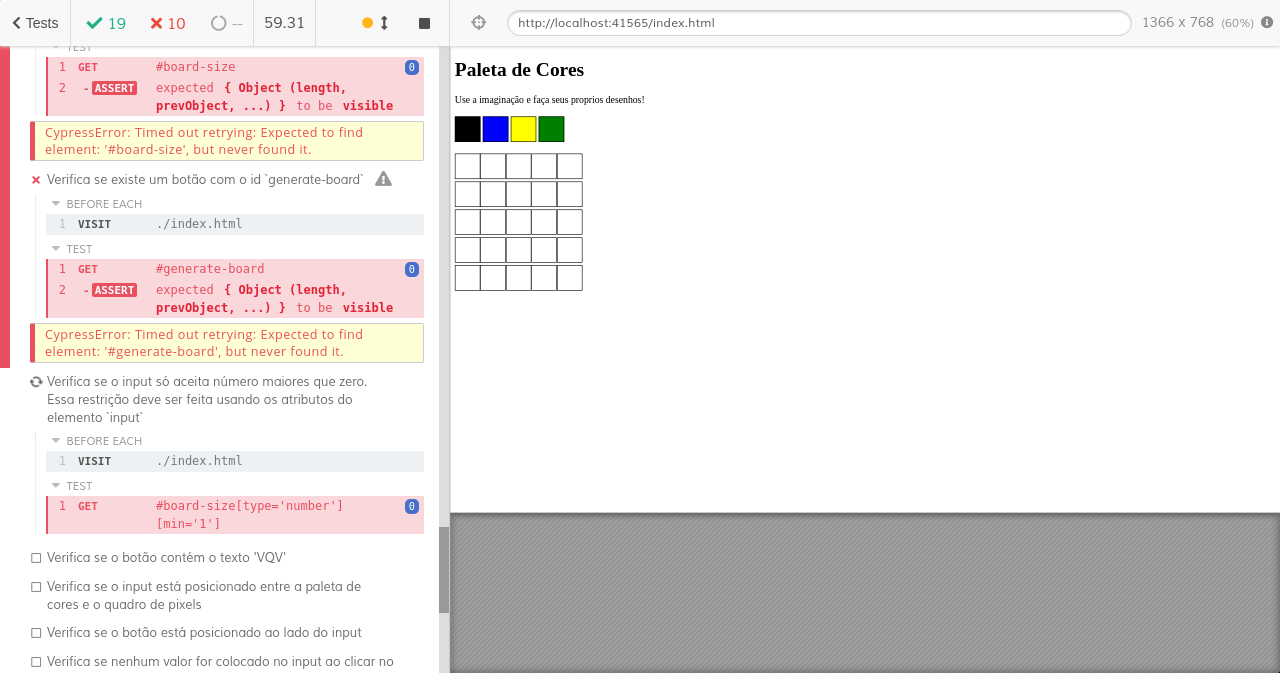 Tests 19 10 -- 59.31 http://localhost:41565/index.html 1366 x 768 (60%)
TEST
1 GET #board-size 0
2 -ASSERT expected { Object (length,
prevObject, ...) } to be visible
CypressError: Timed out retrying: Expected to find
element: '#board-size', but never found it.
Verifica se existe um botão com o id `generate-board`
BEFORE EACH
1 VISIT ./index.html
TEST
1 GET #generate-board 0
2 -ASSERT expected { Object (length,
prevObject, ...) } to be visible
CypressError: Timed out retrying: Expected to find
element: '#generate-board', but never found it.
Verifica se o input só aceita número maiores que zero.
Essa restrição deve ser feita usando os atributos do
elemento `input`
BEFORE EACH
1 VISIT ./index.html
TEST
1 GET #board-size[type='number'] 0
[min='1']
Verifica se o botão contém o texto 'VQV'
Verifica se o input está posicionado entre a paleta de
cores e o quadro de pixels
Verifica se o botão está posicionado ao lado do input
Verifica se nenhum valor for colocado no input ao clicar no
Paleta de Cores
Use a imaginação e faça seus proprios desenhos!